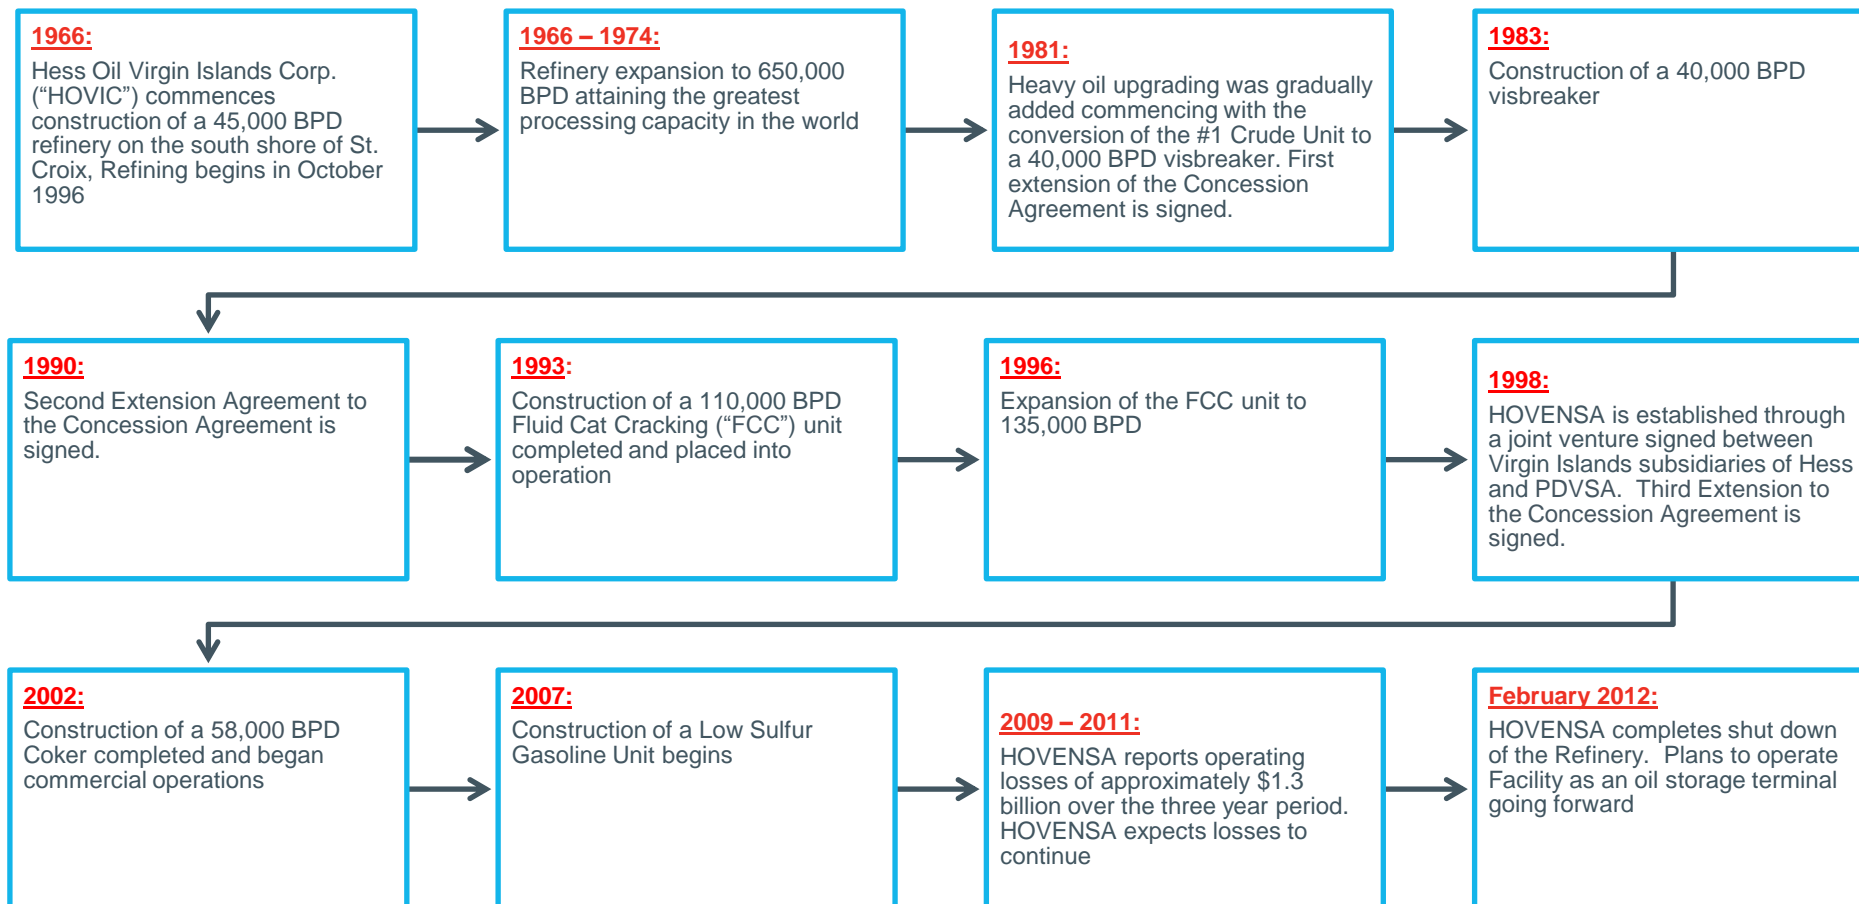 1966:
Hess Oil Virgin Islands Corp.
(“HOVIC”) commences
construction of a 45,000 BPD
refinery on the south shore of St.
Croix, Refining begins in October
1996
1966 – 1974:
Refinery expansion to 650,000
BPD attaining the greatest
processing capacity in the world
1981:
Heavy oil upgrading was gradually
added commencing with the
conversion of the #1 Crude Unit to
a 40,000 BPD visbreaker. First
extension of the Concession
Agreement is signed.
1983:
Construction of a 40,000 BPD
visbreaker
1990:
Second Extension Agreement to
the Concession Agreement is
signed.
1993:
Construction of a 110,000 BPD
Fluid Cat Cracking (“FCC”) unit
completed and placed into
operation
1996:
Expansion of the FCC unit to
135,000 BPD
1998:
HOVENSA is established through
a joint venture signed between
Virgin Islands subsidiaries of Hess
and PDVSA.  Third Extension to
the Concession Agreement is
signed.
2002:
Construction of a 58,000 BPD
Coker completed and began
commercial operations
2007:
Construction of a Low Sulfur
Gasoline Unit begins
2009 – 2011:
HOVENSA reports operating
losses of approximately $1.3
billion over the three year period.
HOVENSA expects losses to
continue
February 2012:
HOVENSA completes shut down
of the Refinery.  Plans to operate
Facility as an oil storage terminal
going forward